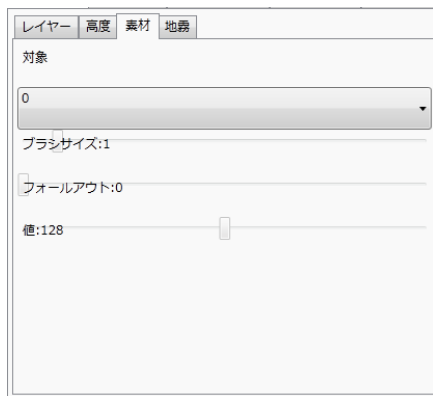 レイヤー 高度 素材 地霧
対象
0
ブラシサイズ:1
フォールアウト:0
値:128